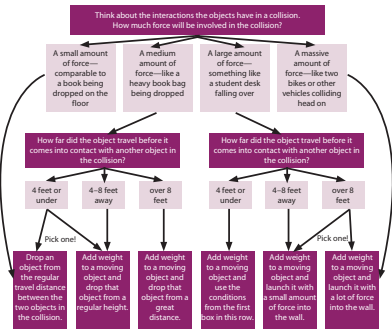 Think about the interactions the objects have in a collision.
How much force will be involved in the collision?
A small
amount of
force—
comparable to
a book being
dropped on the
floor
A medium
amount of
force—like a
heavy book bag
being dropped
A large
amount of
force—
something like
a student desk
falling over
A massive
amount of
force—like two
bikes or other
vehicles colliding
head on
How far did the object travel before it
comes into contact with another object in
the collision?
How far did the object travel before it
comes into contact with another object in
the collision?
4 feet or
under
4–8 feet
away
over 8
feet
4 feet or
under
4–8 feet
away
over 8
feet
Pick one!
Pick one!
Drop an
object from
the regular
travel distance
between the
two objects in
the collision.
Add weight
to a moving
object and
drop that
object from a
regular height.
Add weight
to a moving
object and
drop that
object from a
great
distance.
Add weight
to a moving
object and
use the
conditions
from the first
box in this row.
Add weight
to a moving
object and
launch it with
a small amount
of force into
the wall.
Add weight
to a moving
object and
launch it with
a lot of force
into the wall.